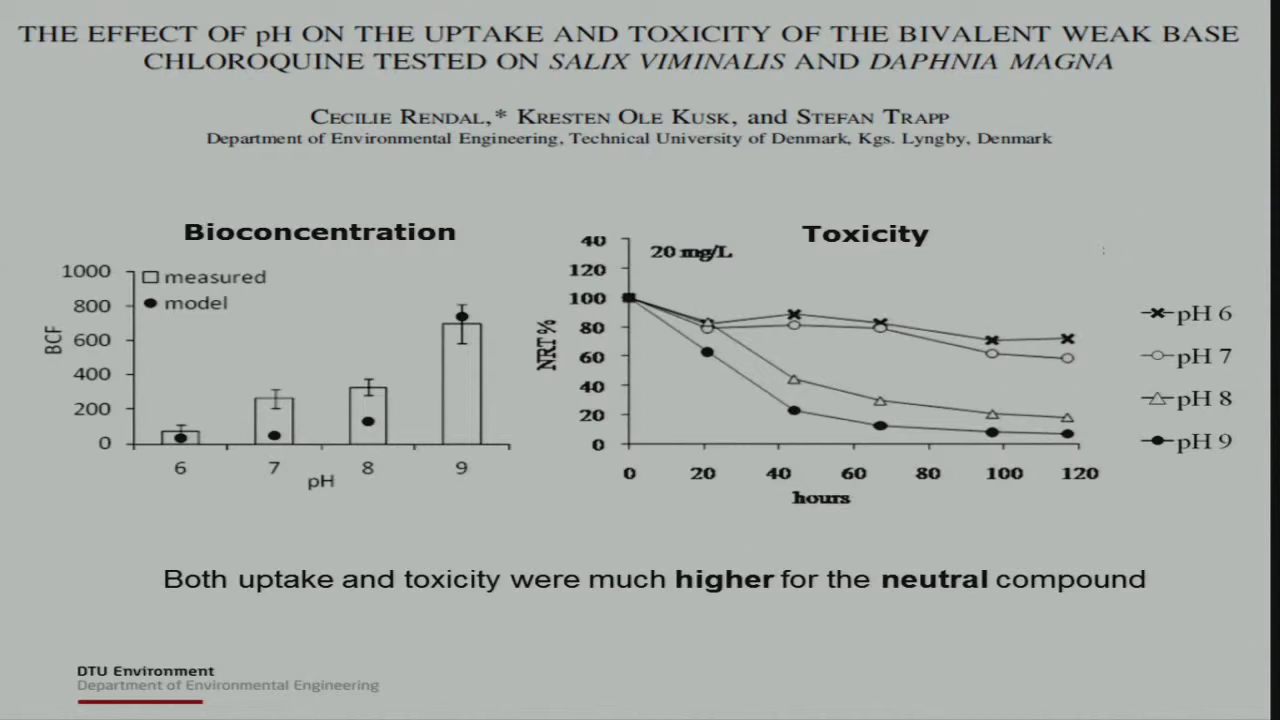 THE EFFECT OF pH ON THE UPTAKE AND TOXICITY OF THE BIVALENT WEAK BASE
CHLOROQUINE TESTED ON SALIX VIMINALIS AND DAPHNIA MAGNA
CECILIE RENDAL,* KRESTEN OLE KUSK, and STEFAN TRAPP
Department of Environmental Engineering, Technical University of Denmark, Kgs. Lyngby, Denmark
Bioconcentration
1000
800
600
400
200
0
BCF
measured
model
6 7 8 9
pH
Toxicity
40
120
100
80
60
40
20
0
NRT%
20 mg/L
0 20 40 60 80 100 120
hours
pH 6
pH 7
pH 8
pH 9
Both uptake and toxicity were much higher for the neutral compound
DTU Environment
Department of Environmental Engineering